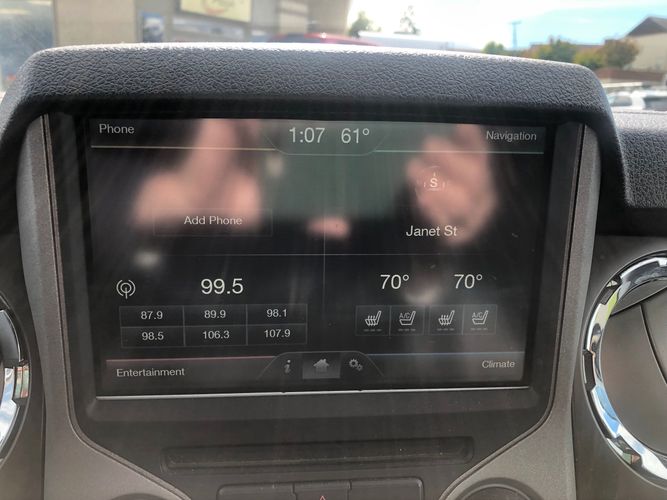 Phone
1:07 61°
Navigation
S
Add Phone
Janet St
99.5
70° 70°
87.9 89.9 98.1
98.5 106.3 107.9
A/C A/C
Entertainment
i
Climate